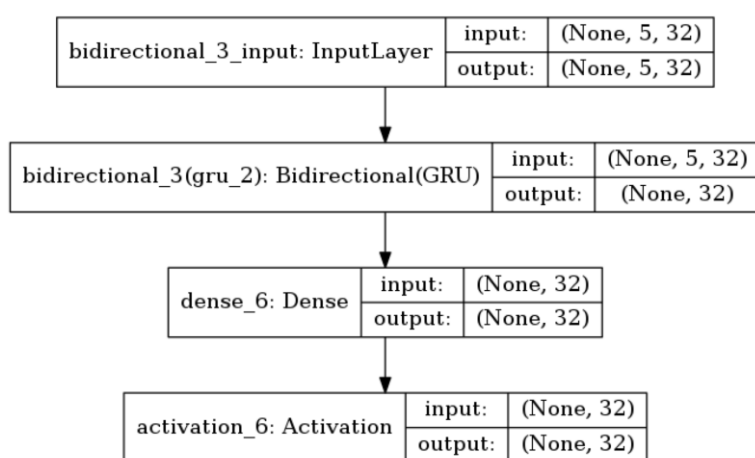 bidirectional_3_input: InputLayer
input: (None, 5, 32)
output: (None, 5, 32)
bidirectional_3(gru_2): Bidirectional(GRU)
input: (None, 5, 32)
output: (None, 32)
dense_6: Dense
input: (None, 32)
output: (None, 32)
activation_6: Activation
input: (None, 32)
output: (None, 32)